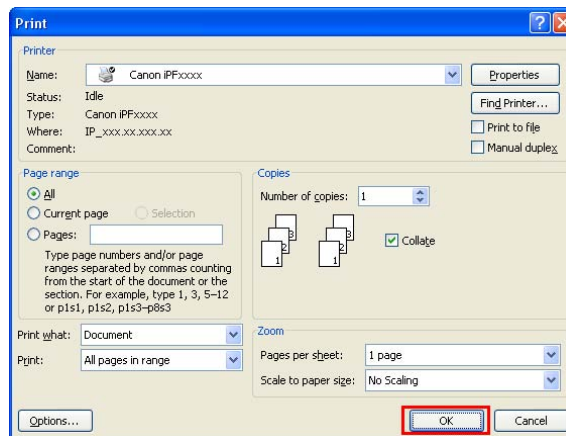 Print
Printer
Name: Canon iPFxxxx
Properties
Status: Idle
Find Printer...
Type: Canon iPFxxxx
Where: IP_xxx.xx.xxx.xx
Print to file
Comment:
Manual duplex
Page range
All
Current page Selection
Pages:
Type page numbers and/or page
ranges separated by commas counting
from the start of the document or the
section. For example, type 1, 3, 5–12
or p1s1, p1s2, p1s3–p8s3
Copies
Number of copies: 1
3 3
2 2
1 1
Collate
Print what: Document
Print: All pages in range
Zoom
Pages per sheet: 1 page
Scale to paper size: No Scaling
Options...
OK
Cancel